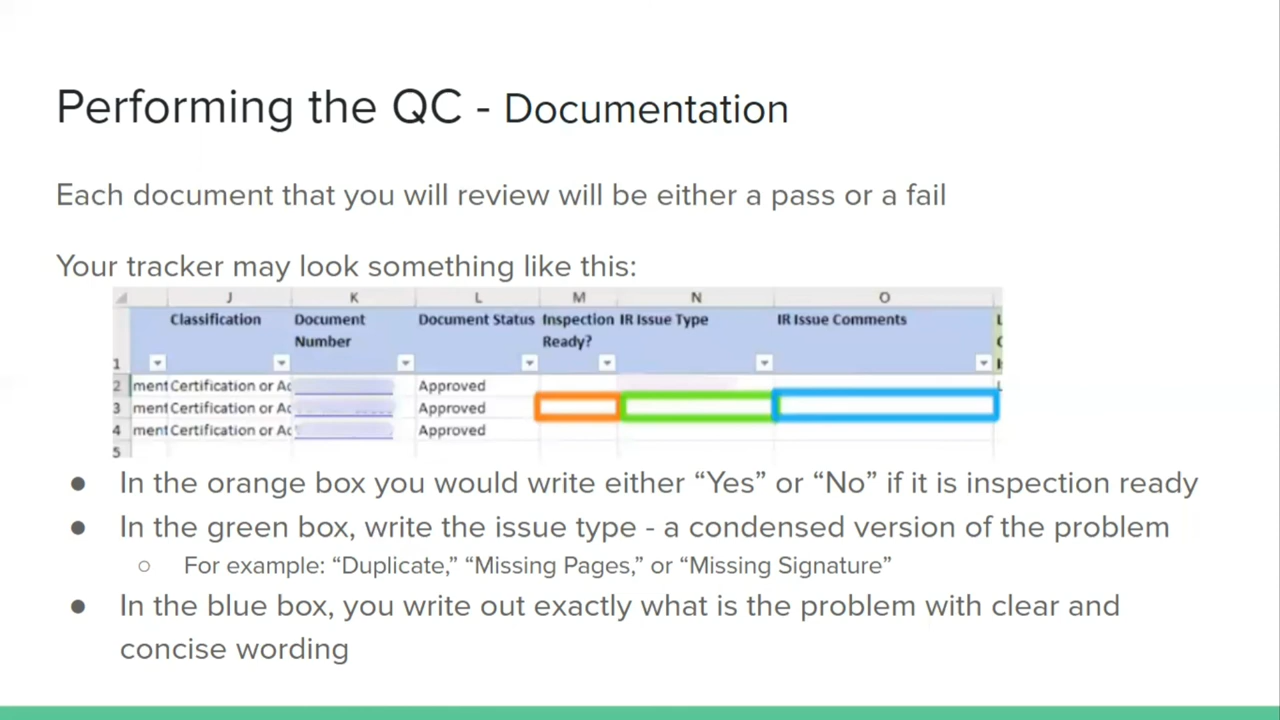 Performing the QC - Documentation
Each document that you will review will be either a pass or a fail
Your tracker may look something like this:
J K L M N O
Classification Document Document Status Inspection IR Issue Type IR Issue Comments
Number Ready?
1
2 ment Certification or Ac Approved
3 ment Certification or Ac Approved
4 ment Certification or Ac Approved
5
● In the orange box you would write either “Yes” or “No” if it is inspection ready
● In the green box, write the issue type - a condensed version of the problem
○ For example: “Duplicate,” “Missing Pages,” or “Missing Signature”
● In the blue box, you write out exactly what is the problem with clear and
concise wording